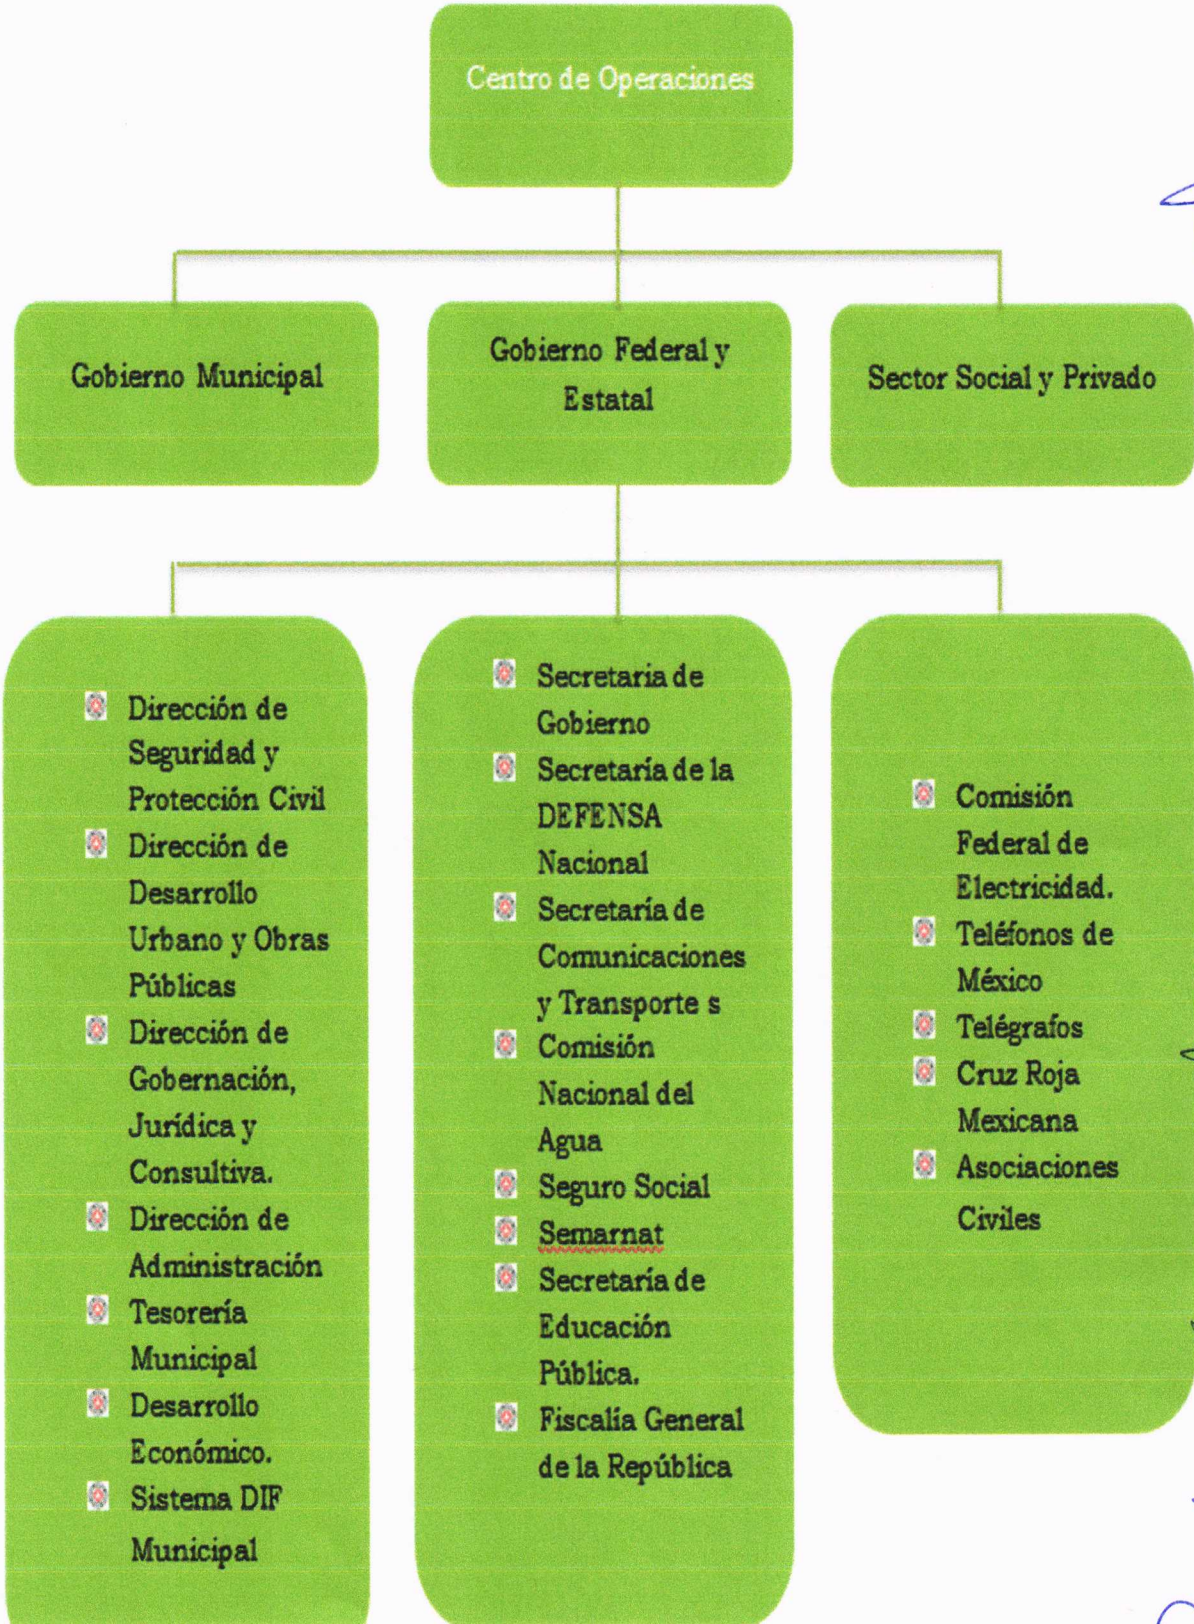 Centro de Operaciones
Gobierno Municipal
Gobierno Federal y
Estatal
Sector Social y Privado
Dirección de
Seguridad y
Protección Civil
Dirección de
Desarrollo
Urbano y Obras
Públicas
Dirección de
Gobernación,
Jurídica y
Consultiva.
Dirección de
Administración
Tesorería
Municipal
Desarrollo
Económico.
Sistema DIF
Municipal
Secretaria de
Gobierno
Secretaría de la
DEFENSA
Nacional
Secretaría de
Comunicaciones
y Transporte s
Comisión
Nacional del
Agua
Seguro Social
Semarnat
Secretaría de
Educación
Pública.
Fiscalía General
de la República
Comisión
Federal de
Electricidad.
Teléfonos de
México
Telégrafos
Cruz Roja
Mexicana
Asociaciones
Civiles